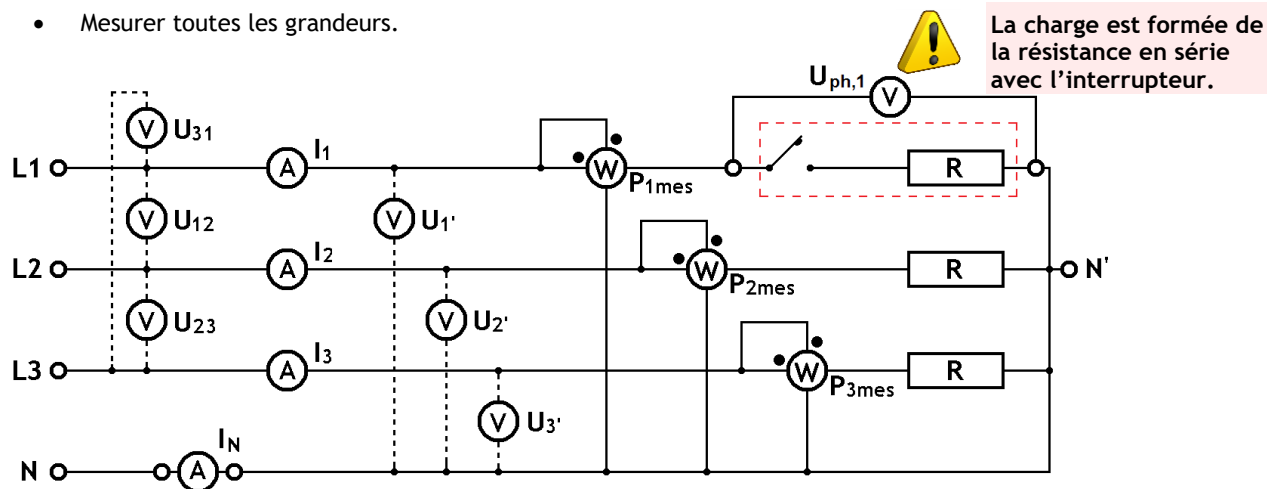 • Mesurer toutes les grandeurs.
La charge est formée de
la résistance en série
avec l’interrupteur.
Uph,1
V
V U31
L1 A I1 W P1mes R
V U12 V U1'
L2 A I2 W P2mes R N'
V U23 V U2'
L3 A I3 W P3mes R
V U3'
N A IN